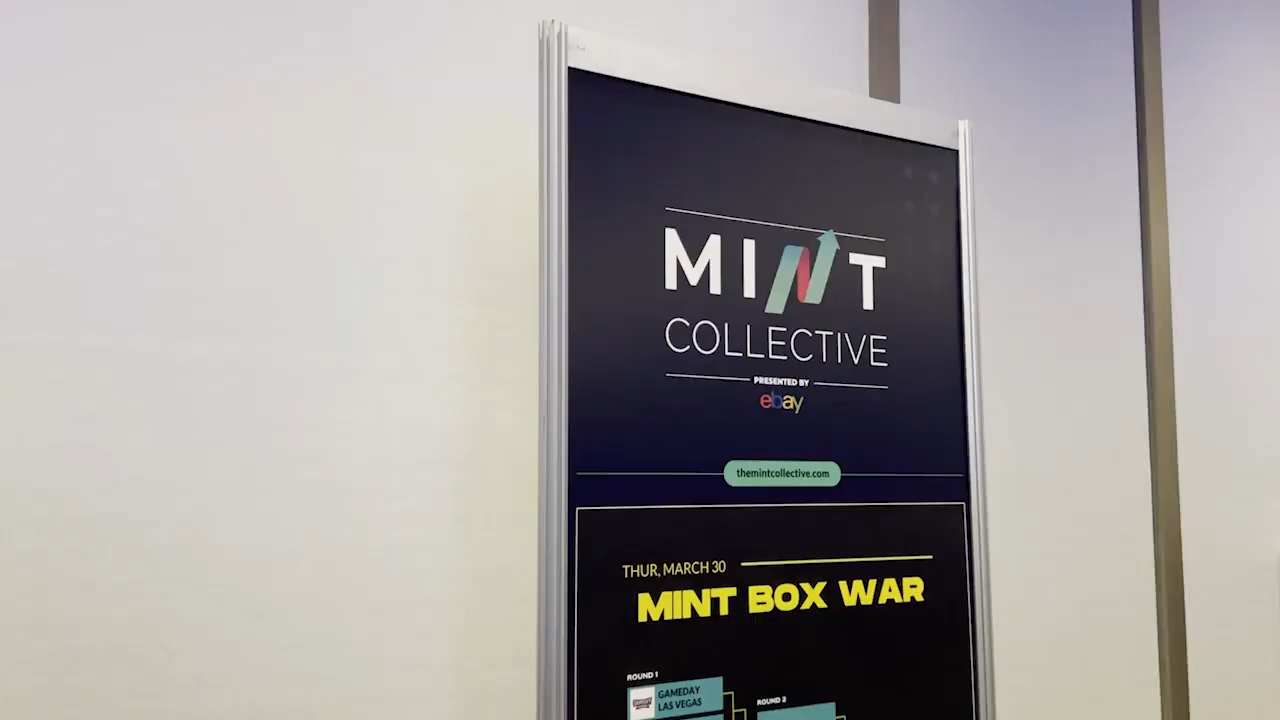 MINT
COLLECTIVE
PRESENTED BY
ebay
themintcollective.com
THUR, MARCH 30
MINT BOX WAR
ROUND 1
GAMEDAY
LAS VEGAS
ROUND 2